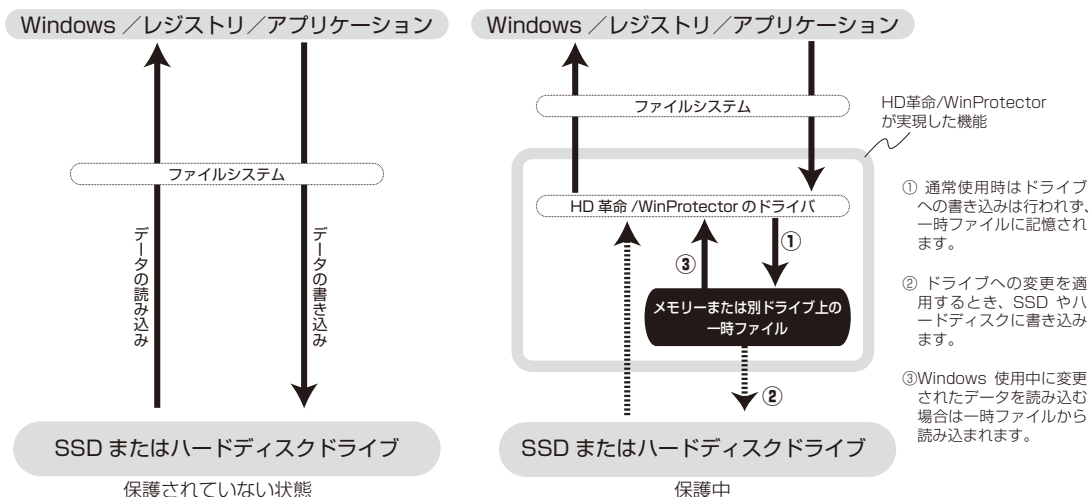 Windows ／レジストリ／アプリケーション
ファイルシステム
データの読み込み
データの書き込み
SSD またはハードディスクドライブ
保護されていない状態
Windows ／レジストリ／アプリケーション
ファイルシステム
HD 革命 /WinProtector のドライバ
①
③
メモリーまたは別ドライブ上の
一時ファイル
②
SSD またはハードディスクドライブ
保護中
HD革命/WinProtector
が実現した機能
① 通常使用時はドライブ
への書き込みは行われず、
一時ファイルに記憶され
ます。
② ドライブへの変更を適
用するとき、SSD やハ
ードディスクに書き込み
ます。
③Windows 使用中に変更
されたデータを読み込む
場合は一時ファイルから
読み込まれます。